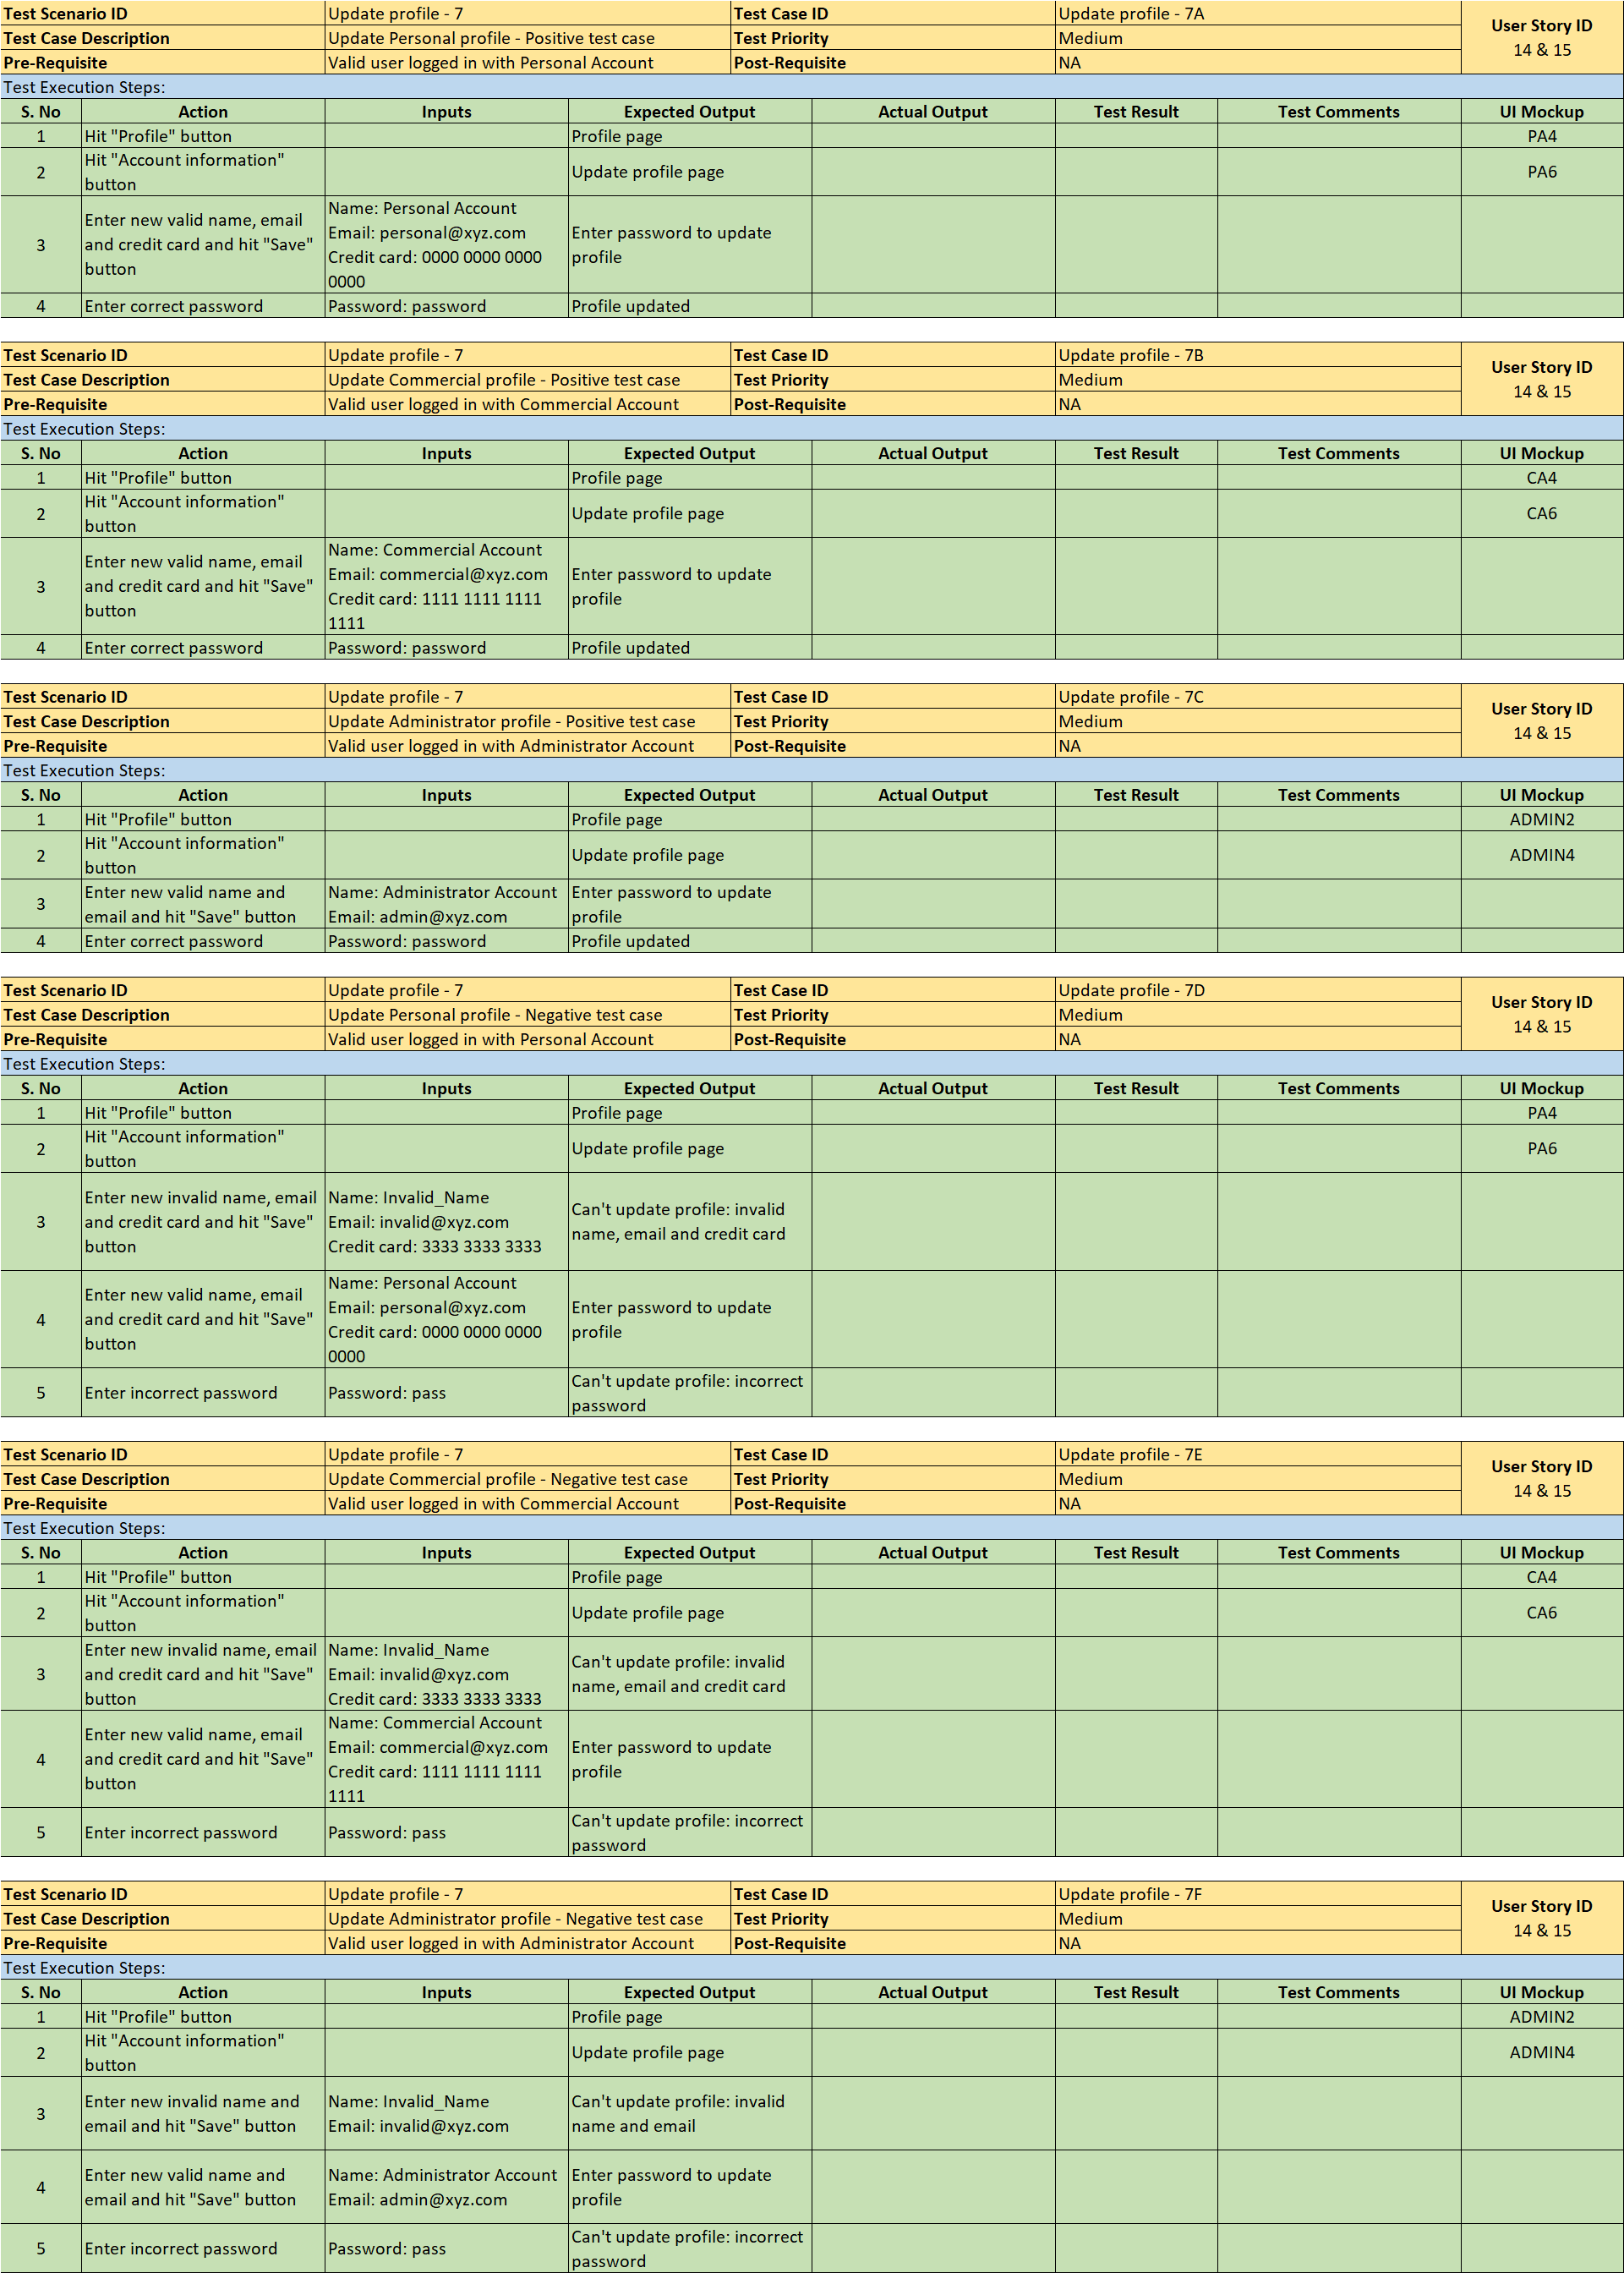 Test Scenario ID Update profile - 7 Test Case ID Update profile - 7A User Story ID
Test Case Description Update Personal profile - Positive test case Test Priority Medium 14 & 15
Pre-Requisite Valid user logged in with Personal Account Post-Requisite NA
Test Execution Steps:
S. No Action Inputs Expected Output Actual Output Test Result Test Comments UI Mockup
1 Hit "Profile" button Profile page PA4
2 Hit "Account information"
button Update profile page PA6
3 Enter new valid name, email
and credit card and hit "Save"
button
Name: Personal Account
Email: personal@xyz.com
Credit card: 0000 0000 0000
0000
Enter password to update
profile
4 Enter correct password Password: password Profile updated
Test Scenario ID Update profile - 7 Test Case ID Update profile - 7B User Story ID
Test Case Description Update Commercial profile - Positive test case Test Priority Medium 14 & 15
Pre-Requisite Valid user logged in with Commercial Account Post-Requisite NA
Test Execution Steps:
S. No Action Inputs Expected Output Actual Output Test Result Test Comments UI Mockup
1 Hit "Profile" button Profile page CA4
2 Hit "Account information"
button Update profile page CA6
3 Enter new valid name, email
and credit card and hit "Save"
button
Name: Commercial Account
Email: commercial@xyz.com
Credit card: 1111 1111 1111
1111
Enter password to update
profile
4 Enter correct password Password: password Profile updated
Test Scenario ID Update profile - 7 Test Case ID Update profile - 7C User Story ID
Test Case Description Update Administrator profile - Positive test case Test Priority Medium 14 & 15
Pre-Requisite Valid user logged in with Administrator Account Post-Requisite NA
Test Execution Steps:
S. No Action Inputs Expected Output Actual Output Test Result Test Comments UI Mockup
1 Hit "Profile" button Profile page ADMIN2
2 Hit "Account information"
button Update profile page ADMIN4
3 Enter new valid name and
email and hit "Save" button
Name: Administrator Account
Email: admin@xyz.com
Enter password to update
profile
4 Enter correct password Password: password Profile updated
Test Scenario ID Update profile - 7 Test Case ID Update profile - 7D User Story ID
Test Case Description Update Personal profile - Negative test case Test Priority Medium 14 & 15
Pre-Requisite Valid user logged in with Personal Account Post-Requisite NA
Test Execution Steps:
S. No Action Inputs Expected Output Actual Output Test Result Test Comments UI Mockup
1 Hit "Profile" button Profile page PA4
2 Hit "Account information"
button Update profile page PA6
3 Enter new invalid name, email
and credit card and hit "Save"
button
Name: Invalid_Name
Email: invalid@xyz.com
Credit card: 3333 3333 3333
Can't update profile: invalid
name, email and credit card
4 Enter new valid name, email
and credit card and hit "Save"
button
Name: Personal Account
Email: personal@xyz.com
Credit card: 0000 0000 0000
0000
Enter password to update
profile
5 Enter incorrect password Password: pass Can't update profile: incorrect
password
Test Scenario ID Update profile - 7 Test Case ID Update profile - 7E User Story ID
Test Case Description Update Commercial profile - Negative test case Test Priority Medium 14 & 15
Pre-Requisite Valid user logged in with Commercial Account Post-Requisite NA
Test Execution Steps:
S. No Action Inputs Expected Output Actual Output Test Result Test Comments UI Mockup
1 Hit "Profile" button Profile page CA4
2 Hit "Account information"
button Update profile page CA6
3 Enter new invalid name, email
and credit card and hit "Save"
button
Name: Invalid_Name
Email: invalid@xyz.com
Credit card: 3333 3333 3333
Can't update profile: invalid
name, email and credit card
4 Enter new valid name, email
and credit card and hit "Save"
button
Name: Commercial Account
Email: commercial@xyz.com
Credit card: 1111 1111 1111
1111
Enter password to update
profile
5 Enter incorrect password Password: pass Can't update profile: incorrect
password
Test Scenario ID Update profile - 7 Test Case ID Update profile - 7F User Story ID
Test Case Description Update Administrator profile - Negative test case Test Priority Medium 14 & 15
Pre-Requisite Valid user logged in with Administrator Account Post-Requisite NA
Test Execution Steps:
S. No Action Inputs Expected Output Actual Output Test Result Test Comments UI Mockup
1 Hit "Profile" button Profile page ADMIN2
2 Hit "Account information"
button Update profile page ADMIN4
3 Enter new invalid name and
email and hit "Save" button
Name: Invalid_Name
Email: invalid@xyz.com
Can't update profile: invalid
name and email
4 Enter new valid name and
email and hit "Save" button
Name: Administrator Account
Email: admin@xyz.com
Enter password to update
profile
5 Enter incorrect password Password: pass Can't update profile: incorrect
password